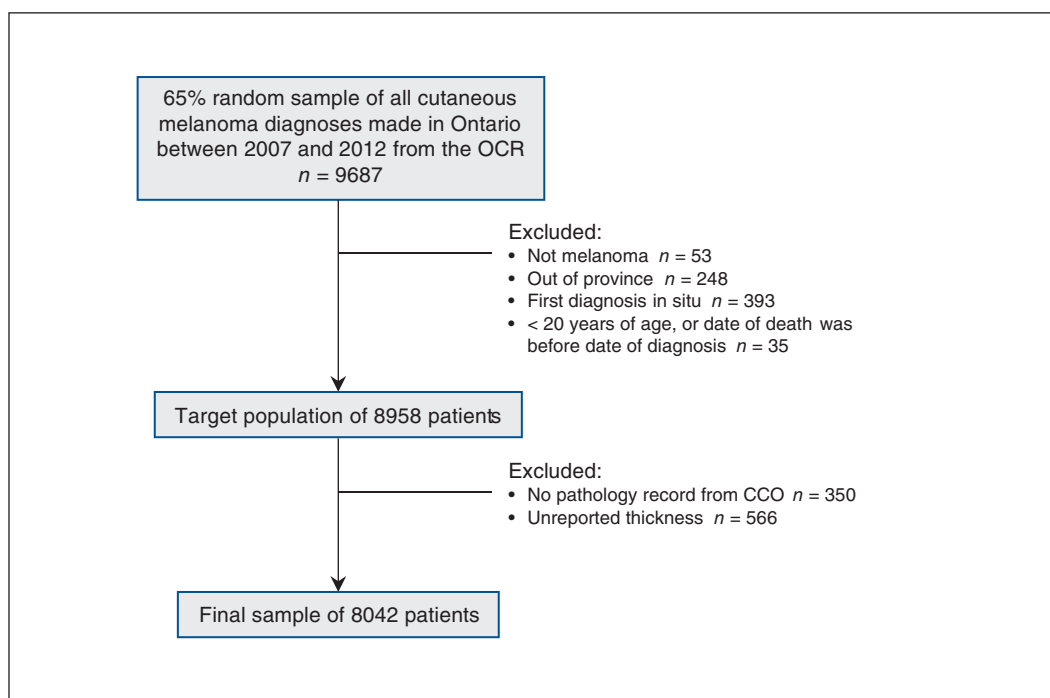 65% random sample of all cutaneous
melanoma diagnoses made in Ontario
between 2007 and 2012 from the OCR
n = 9687
Excluded:
• Not melanoma n = 53
• Out of province n = 248
• First diagnosis in situ n = 393
• < 20 years of age, or date of death was
before date of diagnosis n = 35
Target population of 8958 patients
Excluded:
• No pathology record from CCO n = 350
• Unreported thickness n = 566
Final sample of 8042 patients